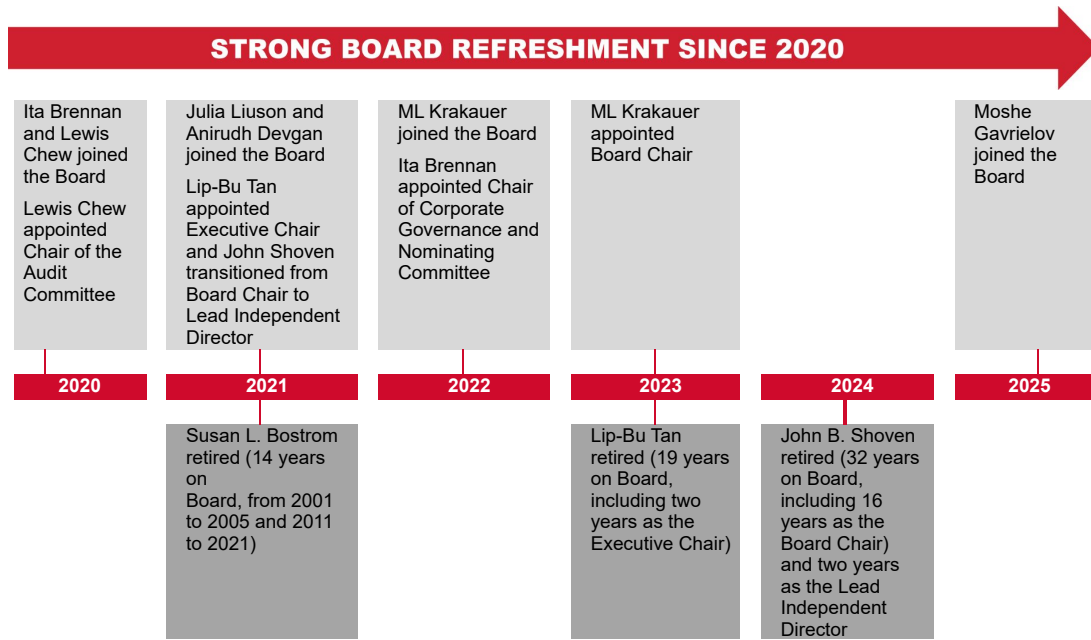 STRONG BOARD REFRESHMENT SINCE 2020
Ita Brennan
and Lewis
Chew joined
the Board
Lewis Chew
appointed
Chair of the
Audit
Committee
Julia Liuson and
Anirudh Devgan
joined the Board
Lip-Bu Tan
appointed
Executive Chair
and John Shoven
transitioned from
Board Chair to
Lead Independent
Director
ML Krakauer
joined the Board
Ita Brennan
appointed Chair
of Corporate
Governance and
Nominating
Committee
ML Krakauer
appointed
Board Chair
Moshe
Gavrielov
joined the
Board
2020
2021
2022
2023
2024
2025
Susan L. Bostrom
retired (14 years
on
Board, from 2001
to 2005 and 2011
to 2021)
Lip-Bu Tan
retired (19 years
on Board,
including two
years as the
Executive Chair)
John B. Shoven
retired (32 years
on Board,
including 16
years as the
Board Chair)
and two years
as the Lead
Independent
Director